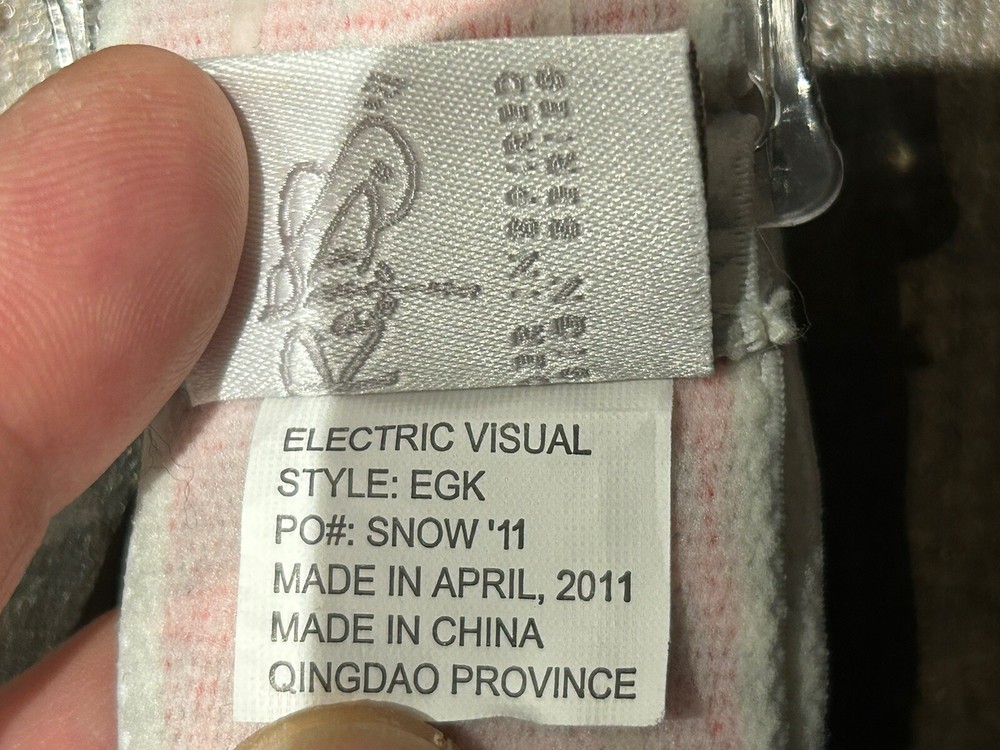 ELECTRIC VISUAL
STYLE: EGK
PO#: SNOW '11
MADE IN APRIL, 2011
MADE IN CHINA
QINGDAO PROVINCE